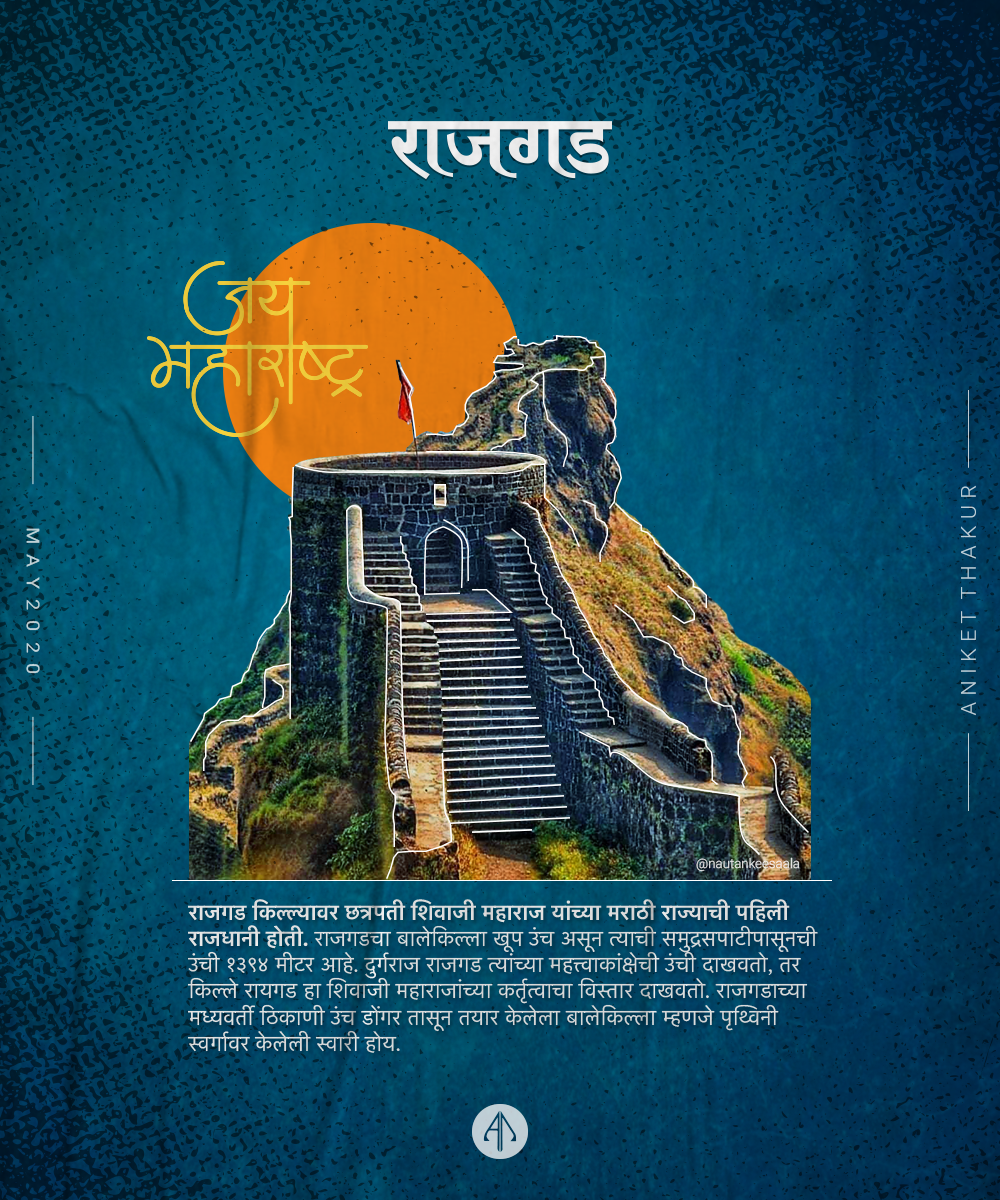 राजगड
जय
महाराष्ट्र
MAY2020
ANIKET THAKUR
@nautankeesaala
राजगड किल्ल्यावर छत्रपती शिवाजी महाराज यांच्या मराठी राज्याची पहिली
राजधानी होती. राजगडचा बालेकिल्ला खूप उंच असून त्याची समुद्रसपाटीपासूनची
उंची १३९४ मीटर आहे. दुर्गराज राजगड त्यांच्या महत्त्वाकांक्षेची उंची दाखवतो, तर
किल्ले रायगड हा शिवाजी महाराजांच्या कर्तृत्वाचा विस्तार दाखवतो. राजगडाच्या
मध्यवर्ती ठिकाणी उंच डोंगर तासून तयार केलेला बालेकिल्ला म्हणजे पृथ्विनी
स्वर्गावर केलेली स्वारी होय.